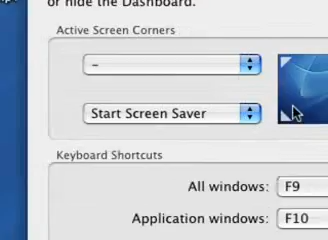 or hide the Dashboard.
Active Screen Corners
–
Start Screen Saver
Keyboard Shortcuts
All windows: F9
Application windows: F10